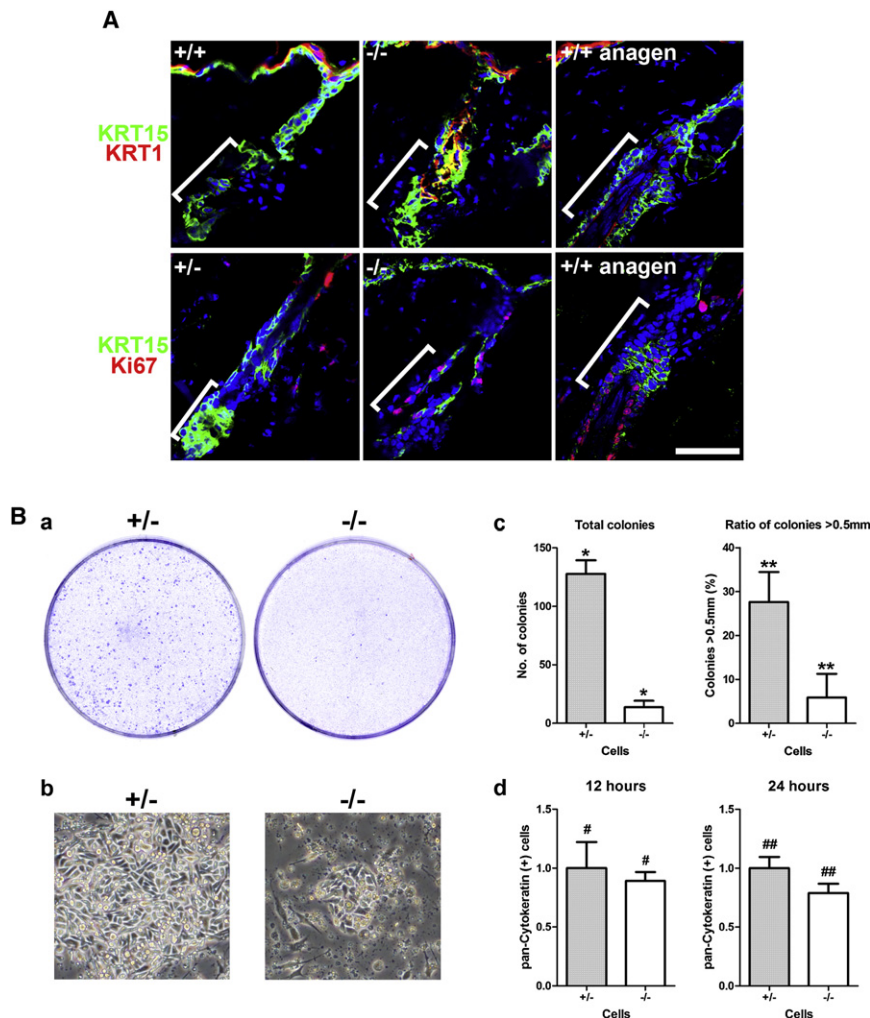 A
+/+
-/-
+/+ anagen
KRT15
KRT1
+/-
-/-
+/+ anagen
KRT15
Ki67
B
a
+/-
-/-
b
+/-
-/-
c
Total colonies
No. of colonies
150
100
50
0
*
*
+/-
-/-
Cells
Ratio of colonies >0.5mm
Colonies >0.5mm (%)
40
30
20
10
0
**
**
+/-
-/-
Cells
d
12 hours
pan-Cytokeratin (+) cells
1.5
1.0
0.5
0.0
#
#
+/-
-/-
Cells
24 hours
pan-Cytokeratin (+) cells
1.5
1.0
0.5
0.0
##
##
+/-
-/-
Cells